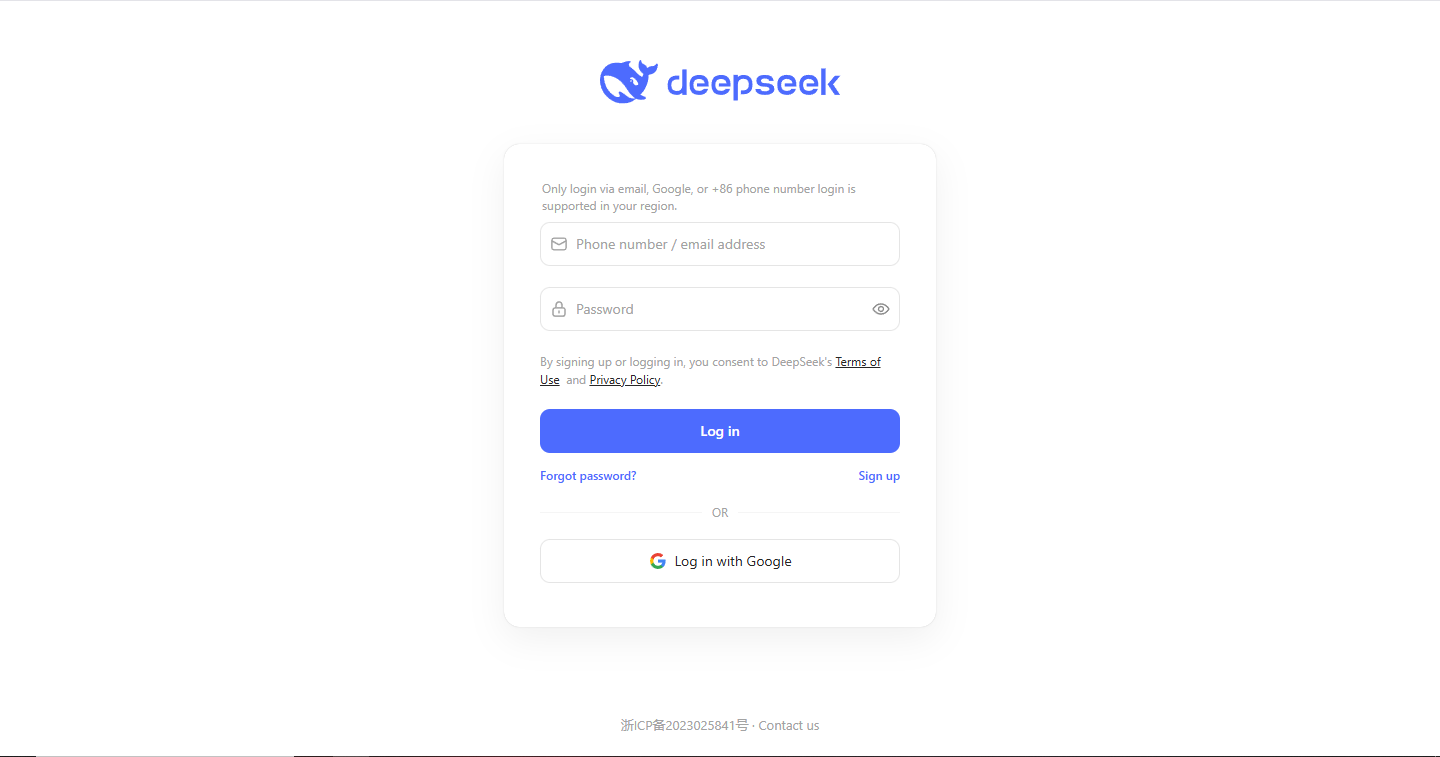 deepseek
Only login via email, Google, or +86 phone number login is
supported in your region.
Phone number / email address
Password
By signing up or logging in, you consent to DeepSeek's Terms of
Use and Privacy Policy.
Log in
Forgot password? Sign up
OR
Log in with Google
浙ICP备2023025841号 · Contact us